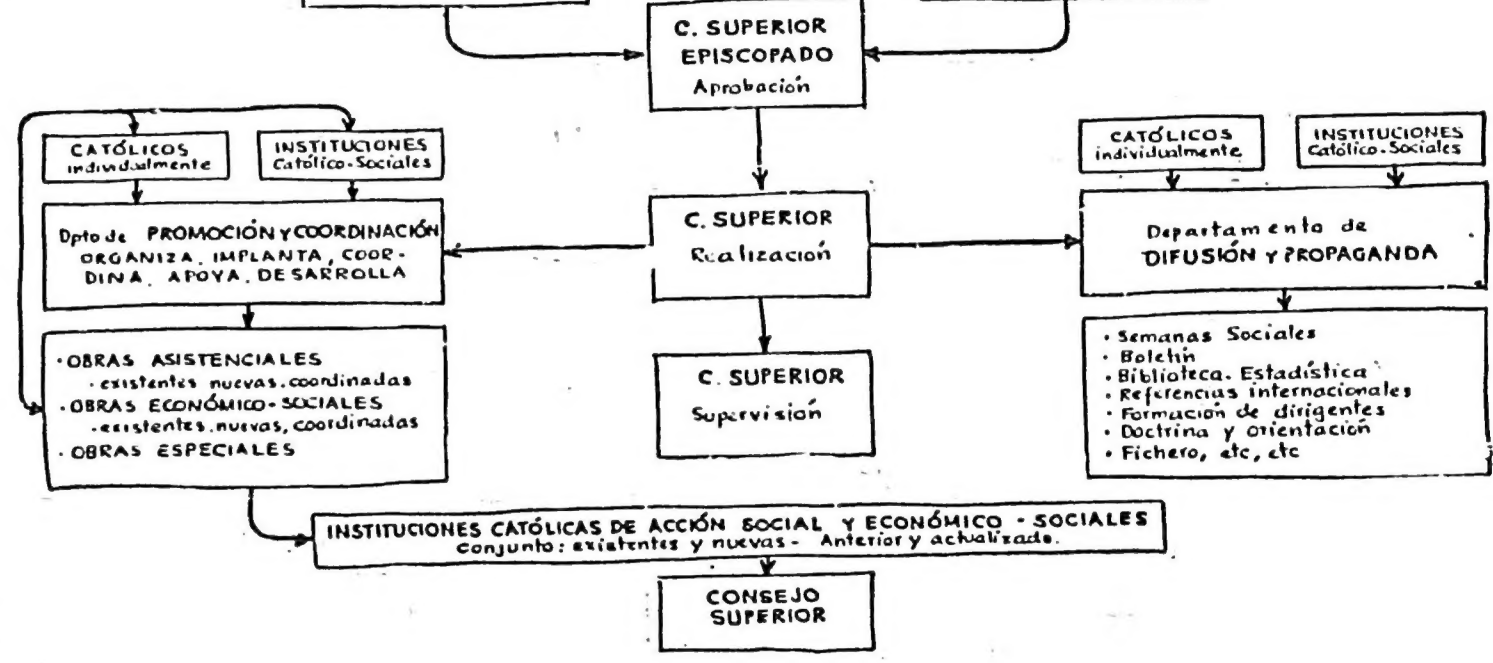 C. SUPERIOR
EPISCOPADO
Aprobación
CATÓLICOS
individualmente
INSTITUCIONES
Católico-Sociales
CATÓLICOS
individualmente
INSTITUCIONES
Católico-Sociales
Dpto de PROMOCIÓN Y COORDINACIÓN
ORGANIZA, IMPLANTA, COOR-
DINA, APOYA, DESARROLLA
C. SUPERIOR
Realización
Departamento de
DIFUSIÓN Y PROPAGANDA
· OBRAS ASISTENCIALES
· existentes nuevas. coordinadas
· OBRAS ECONÓMICO-SOCIALES
· existentes. nuevas, coordinadas
· OBRAS ESPECIALES
C. SUPERIOR
Supervisión
· Semanas Sociales
· Boletín
· Biblioteca. Estadística
· Referencias internacionales
· Formación de dirigentes
· Doctrina y orientación
· Fichero, etc, etc
INSTITUCIONES CATÓLICAS DE ACCIÓN SOCIAL Y ECONÓMICO - SOCIALES
Conjunto: existentes y nuevas - Anterior y actualizado.
CONSEJO
SUPERIOR